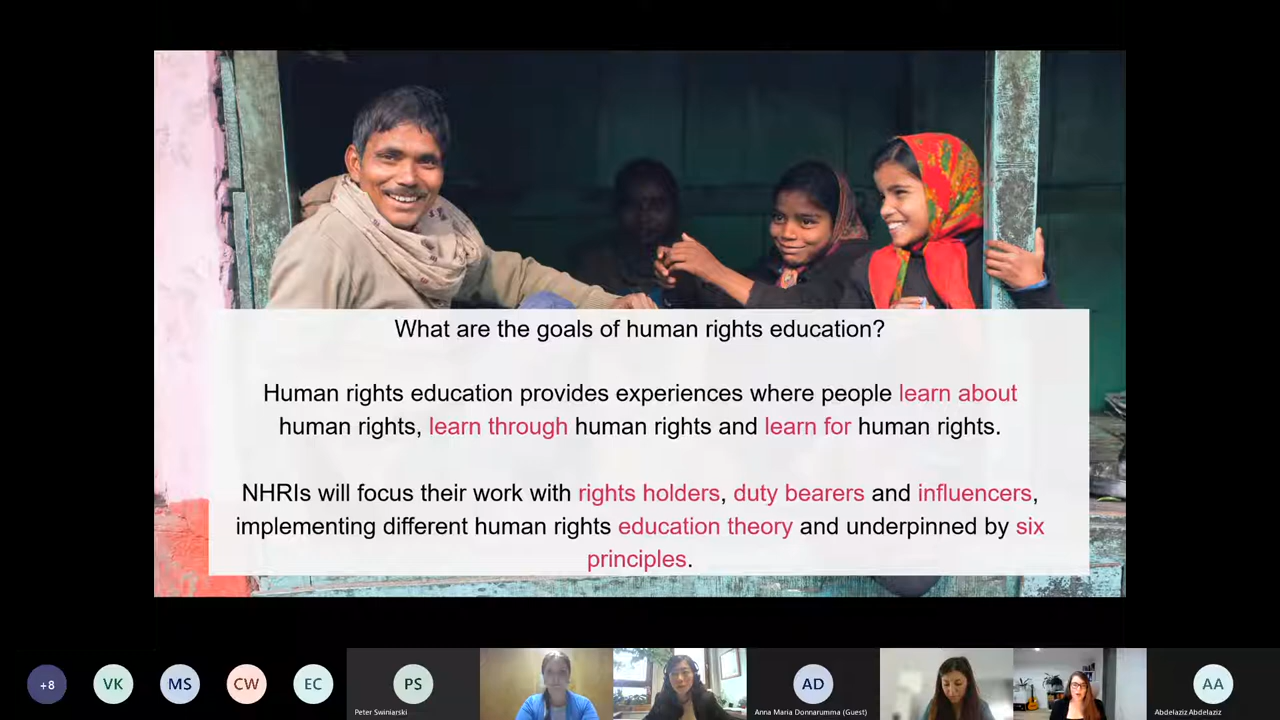 What are the goals of human rights education?
Human rights education provides experiences where people learn about
human rights, learn through human rights and learn for human rights.
NHRIs will focus their work with rights holders, duty bearers and influencers,
implementing different human rights education theory and underpinned by six
principles.
+8
VK
MS
CW
EC
PS
Peter Swiniarski
AD
Anna Maria Donnarumma (Guest)
AA
Abdelaziz Abdelaziz